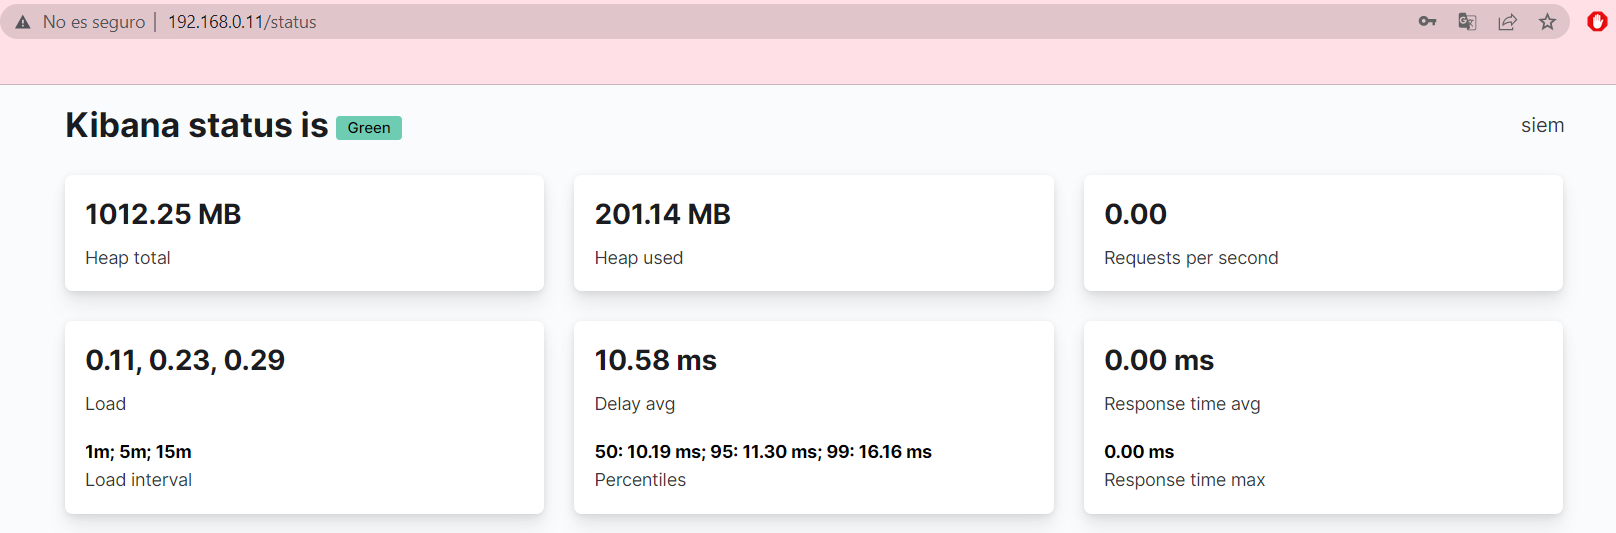 No es seguro | 192.168.0.11/status
Kibana status is Green
siem
1012.25 MB
Heap total
201.14 MB
Heap used
0.00
Requests per second
0.11, 0.23, 0.29
Load
1m; 5m; 15m
Load interval
10.58 ms
Delay avg
50: 10.19 ms; 95: 11.30 ms; 99: 16.16 ms
Percentiles
0.00 ms
Response time avg
0.00 ms
Response time max